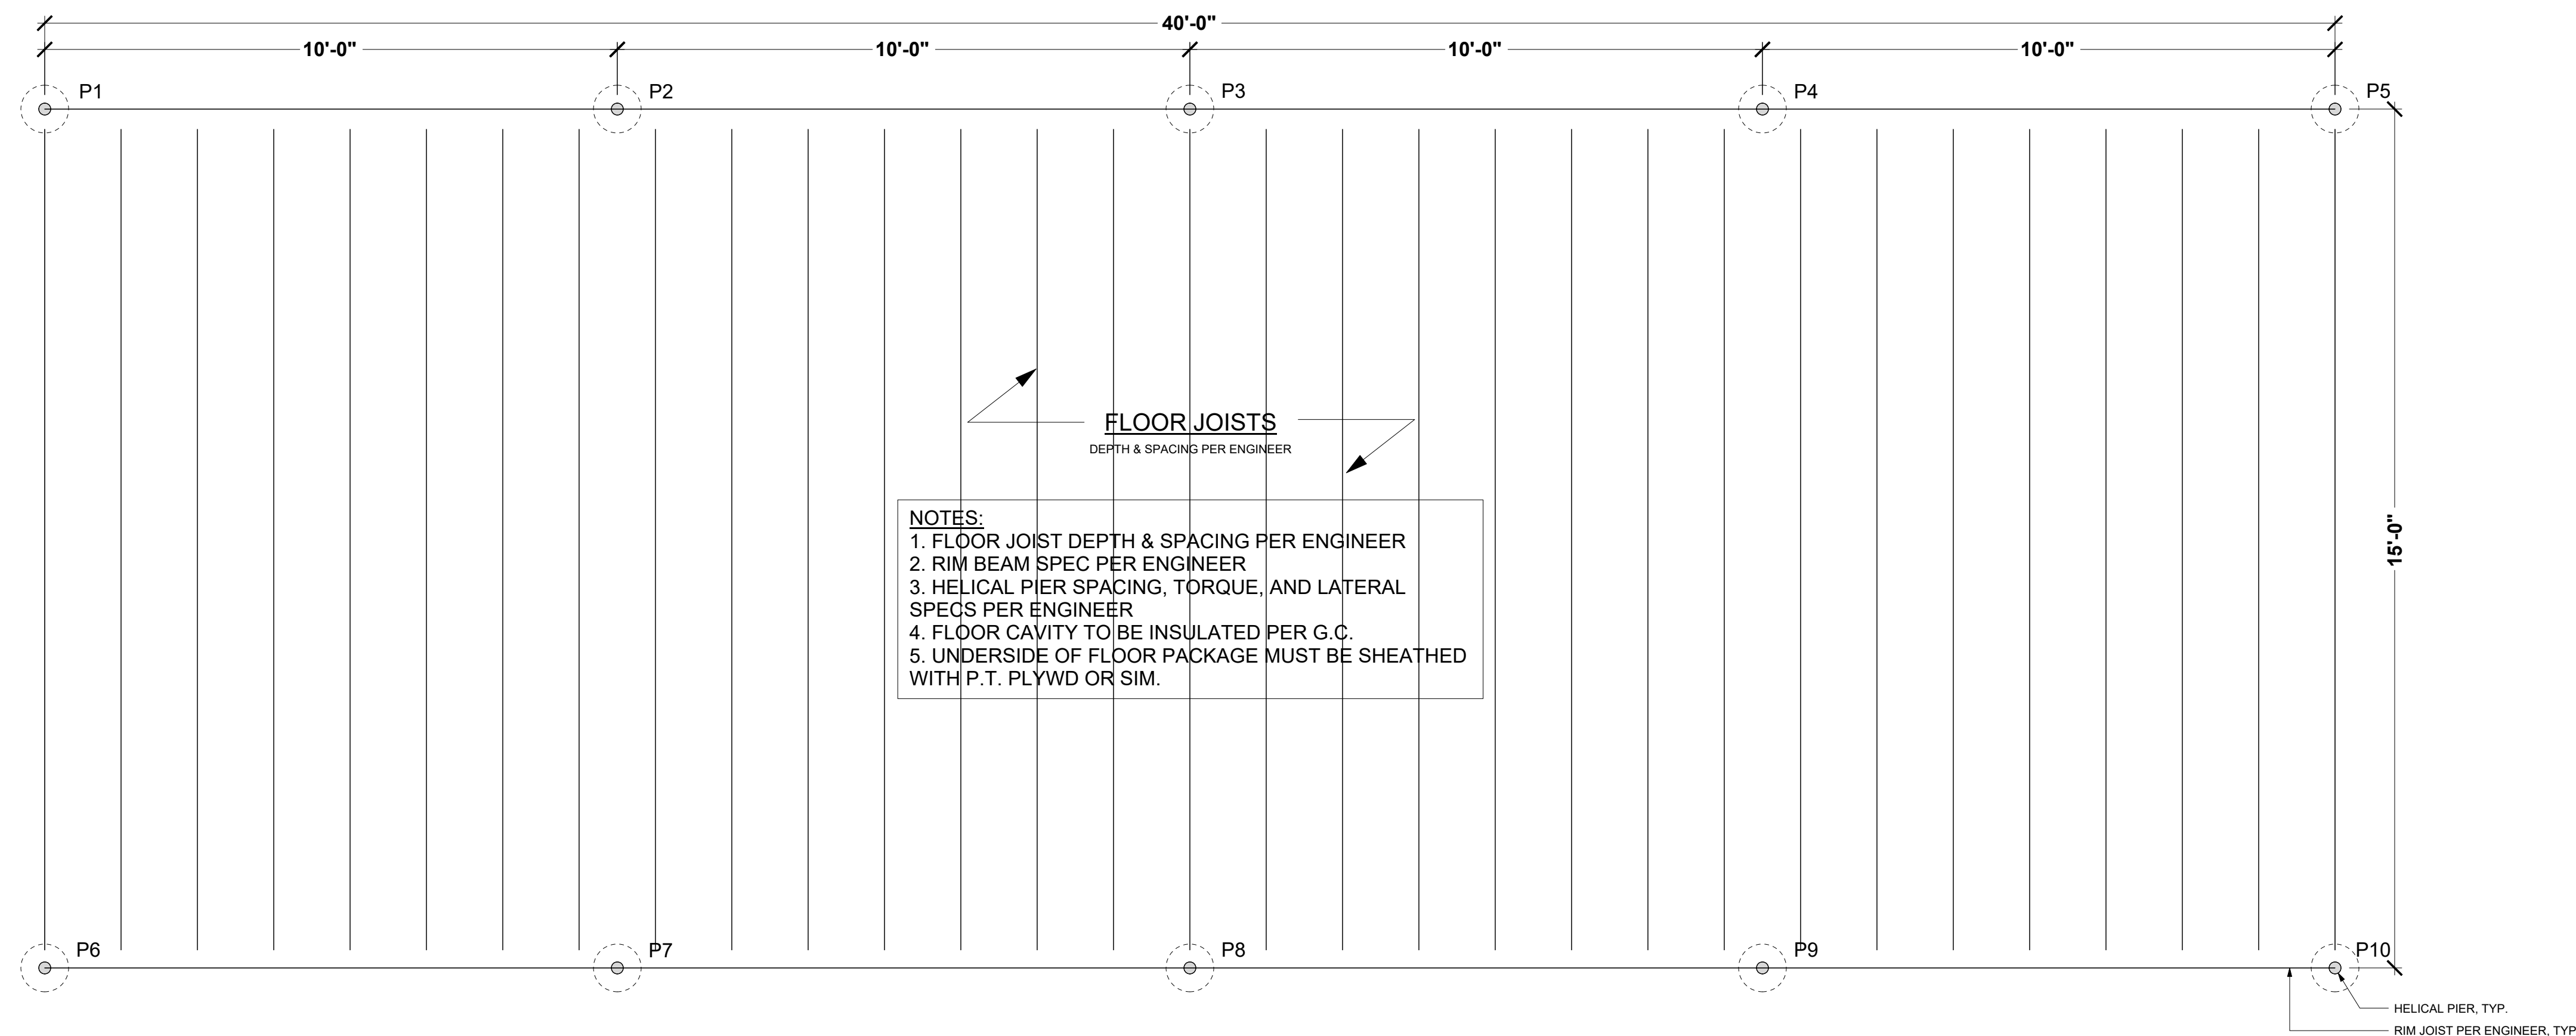 40'-0"
10'-0" 10'-0" 10'-0" 10'-0"
P1 P2 P3 P4 P5
FLOOR JOISTS
DEPTH & SPACING PER ENGINEER
NOTES:
1. FLOOR JOIST DEPTH & SPACING PER ENGINEER
2. RIM BEAM SPEC PER ENGINEER
3. HELICAL PIER SPACING, TORQUE, AND LATERAL
SPECS PER ENGINEER
4. FLOOR CAVITY TO BE INSULATED PER G.C.
5. UNDERSIDE OF FLOOR PACKAGE MUST BE SHEATHED
WITH P.T. PLYWD OR SIM.
15'-0"
P6 P7 P8 P9 P10
HELICAL PIER, TYP.
RIM JOIST PER ENGINEER, TYP